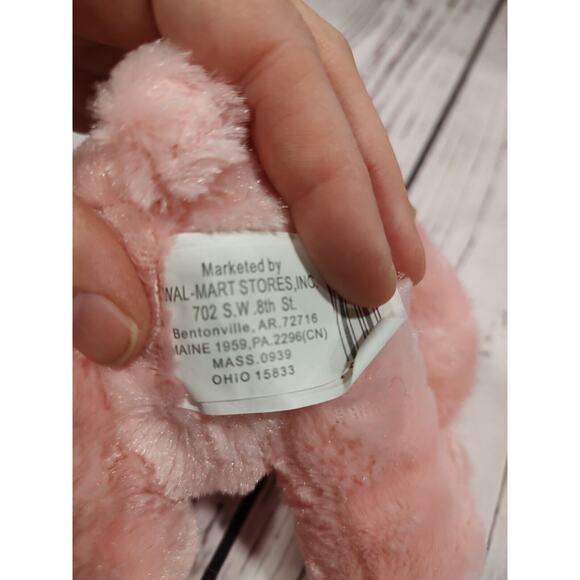 Marketed by
WAL-MART STORES,INC.
702 S.W .8th St.
Bentonville, AR.72716
MAINE 1959,PA.2296(CN)
MASS.0939
OHIO 15833